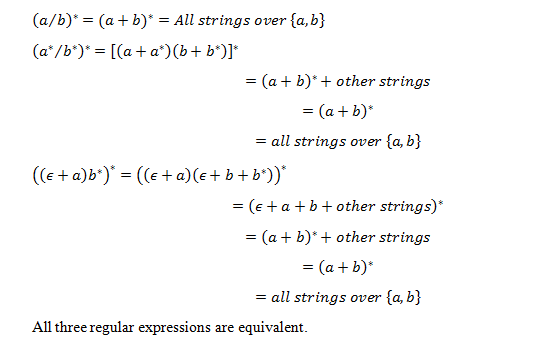 (a/b)* = (a + b)* = All strings over {a,b}
(a*/b*)* = [(a + a*)(b + b*)]*
= (a + b)* + other strings
= (a + b)*
= all strings over {a, b}
((ϵ + a)b*)* = ((ϵ + a)(ϵ + b + b*))*
= (ϵ + a + b + other strings)*
= (a + b)* + other strings
= (a + b)*
= all strings over {a, b}
All three regular expressions are equivalent.